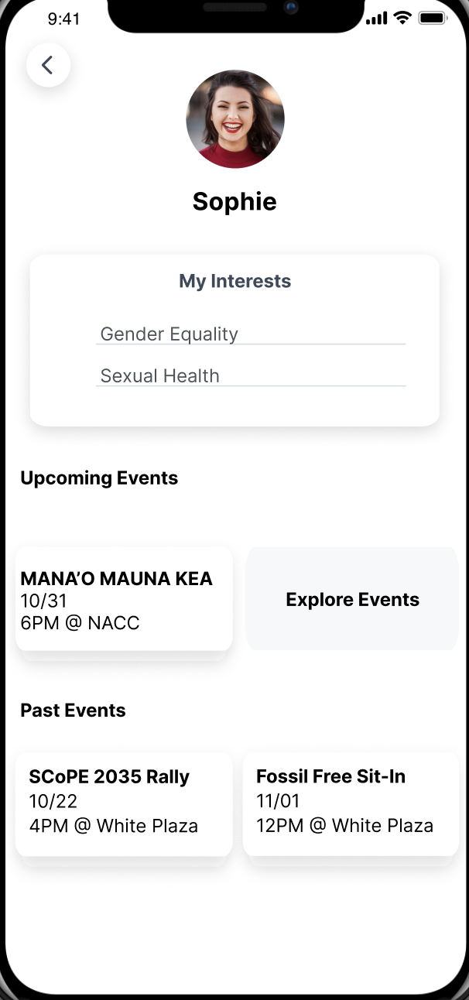 9:41
Sophie
My Interests
Gender Equality
Sexual Health
Upcoming Events
MANA’O MAUNA KEA
10/31
6PM @ NACC
Explore Events
Past Events
SCoPE 2035 Rally
10/22
4PM @ White Plaza
Fossil Free Sit-In
11/01
12PM @ White Plaza